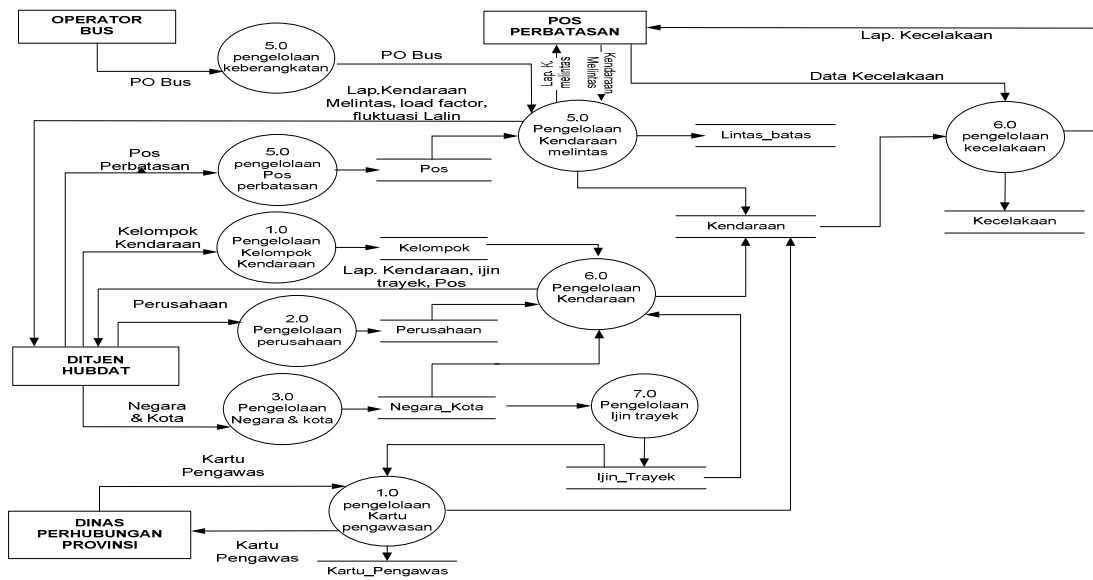 OPERATOR
BUS
PO Bus
5.0
pengelolaan
keberangkatan
PO Bus
POS
PERBATASAN
Lap. K.
melintas
Kendaraan
Melintas
Lap. Kecelakaan
Data Kecelakaan
Lap.Kendaraan
Melintas, load factor,
fluktuasi Lalin
5.0
Pengelolaan
Kendaraan
melintas
Lintas_batas
6.0
pengelolaan
kecelakaan
Pos
Perbatasan
5.0
pengelolaan
Pos
perbatasan
Pos
Kendaraan
Kecelakaan
Kelompok
Kendaraan
1.0
Pengelolaan
Kelompok
Kendaraan
Kelompok
Lap. Kendaraan, ijin
trayek, Pos
6.0
Pengelolaan
Kendaraan
Perusahaan
2.0
Pengelolaan
perusahaan
Perusahaan
DITJEN
HUBDAT
Negara
& Kota
3.0
Pengelolaan
Negara & kota
Negara_Kota
7.0
Pengelolaan
Ijin trayek
Ijin_Trayek
Kartu
Pengawas
1.0
pengelolaan
Kartu
pengawasan
DINAS
PERHUBUNGAN
PROVINSI
Kartu
Pengawas
Kartu_Pengawas